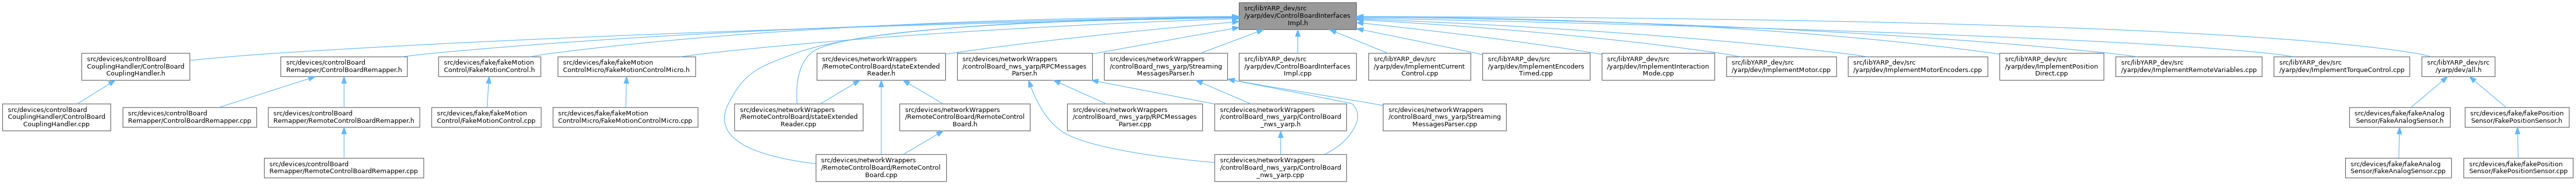 src/libYARP_dev/src
/yarp/dev/ControlBoardInterfaces
Impl.h
src/devices/controlBoard
CouplingHandler/ControlBoard
CouplingHandler.h
src/devices/controlBoard
Remapper/ControlBoardRemapper.h
src/devices/fake/fakeMotion
Control/FakeMotionControl.h
src/devices/fake/fakeMotion
ControlMicro/FakeMotionControlMicro.h
src/devices/networkWrappers
/RemoteControlBoard/stateExtended
Reader.h
src/devices/networkWrappers
/controlBoard_nws_yarp/RPCMessages
Parser.h
src/devices/networkWrappers
/controlBoard_nws_yarp/Streaming
MessagesParser.h
src/libYARP_dev/src
/yarp/dev/ControlBoardInterfaces
Impl.cpp
src/libYARP_dev/src
/yarp/dev/ImplementCurrent
Control.cpp
src/libYARP_dev/src
/yarp/dev/ImplementEncoders
Timed.cpp
src/libYARP_dev/src
/yarp/dev/ImplementInteraction
Mode.cpp
src/libYARP_dev/src
/yarp/dev/ImplementMotor.cpp
src/libYARP_dev/src
/yarp/dev/ImplementMotorEncoders.cpp
src/libYARP_dev/src
/yarp/dev/ImplementPosition
Direct.cpp
src/libYARP_dev/src
/yarp/dev/ImplementRemoteVariables.cpp
src/libYARP_dev/src
/yarp/dev/ImplementTorqueControl.cpp
src/libYARP_dev/src
/yarp/dev/all.h
src/devices/controlBoard
CouplingHandler/ControlBoard
CouplingHandler.cpp
src/devices/controlBoard
Remapper/ControlBoardRemapper.cpp
src/devices/controlBoard
Remapper/RemoteControlBoardRemapper.h
src/devices/fake/fakeMotion
Control/FakeMotionControl.cpp
src/devices/fake/fakeMotion
ControlMicro/FakeMotionControlMicro.cpp
src/devices/networkWrappers
/RemoteControlBoard/stateExtended
Reader.cpp
src/devices/networkWrappers
/RemoteControlBoard/RemoteControl
Board.h
src/devices/networkWrappers
/controlBoard_nws_yarp/RPCMessages
Parser.cpp
src/devices/networkWrappers
/controlBoard_nws_yarp/ControlBoard
_nws_yarp.h
src/devices/networkWrappers
/controlBoard_nws_yarp/Streaming
MessagesParser.cpp
src/devices/fake/fakeAnalog
Sensor/FakeAnalogSensor.h
src/devices/fake/fakePosition
Sensor/FakePositionSensor.h
src/devices/controlBoard
Remapper/RemoteControlBoardRemapper.cpp
src/devices/networkWrappers
/RemoteControlBoard/RemoteControl
Board.cpp
src/devices/networkWrappers
/controlBoard_nws_yarp/ControlBoard
_nws_yarp.cpp
src/devices/fake/fakeAnalog
Sensor/FakeAnalogSensor.cpp
src/devices/fake/fakePosition
Sensor/FakePositionSensor.cpp